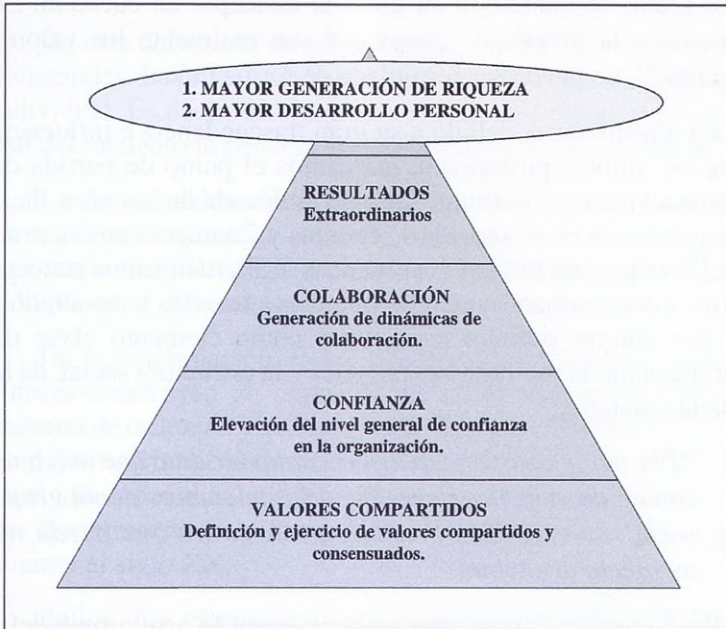 1. MAYOR GENERACIÓN DE RIQUEZA
2. MAYOR DESARROLLO PERSONAL
RESULTADOS
Extraordinarios
COLABORACIÓN
Generación de dinámicas de
colaboración.
CONFIANZA
Elevación del nivel general de confianza
en la organización.
VALORES COMPARTIDOS
Definición y ejercicio de valores compartidos y
consensuados.